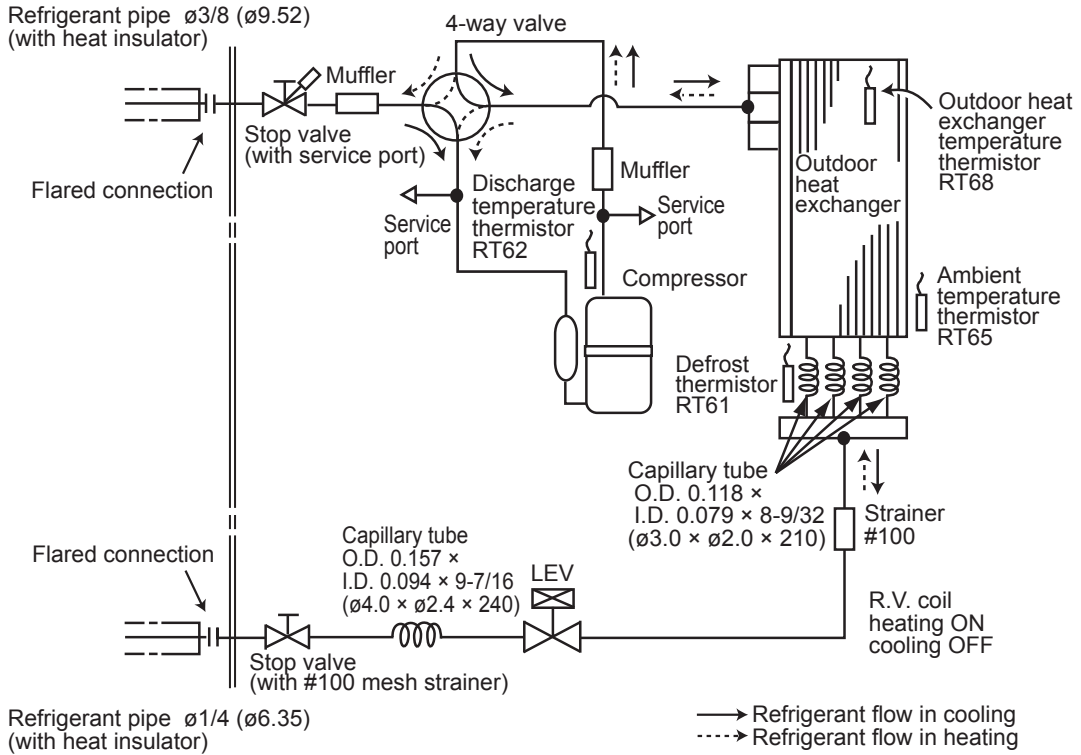 Refrigerant pipe ø3/8 (ø9.52)
(with heat insulator)
4-way valve
Muffler
Stop valve
(with service port)
Flared connection
Outdoor heat
exchanger
temperature
thermistor
RT68
Outdoor
heat
exchanger
Muffler
Discharge
temperature
thermistor
RT62
Service
port
Service
port
Compressor
Ambient
temperature
thermistor
RT65
Defrost
thermistor
RT61
Capillary tube
O.D. 0.118 ×
I.D. 0.079 × 8-9/32
(ø3.0 × ø2.0 × 210)
Strainer
#100
Flared connection
Capillary tube
O.D. 0.157 ×
I.D. 0.094 × 9-7/16
(ø4.0 × ø2.4 × 240)
LEV
R.V. coil
heating ON
cooling OFF
Stop valve
(with #100 mesh strainer)
Refrigerant pipe ø1/4 (ø6.35)
(with heat insulator)
Refrigerant flow in cooling
Refrigerant flow in heating